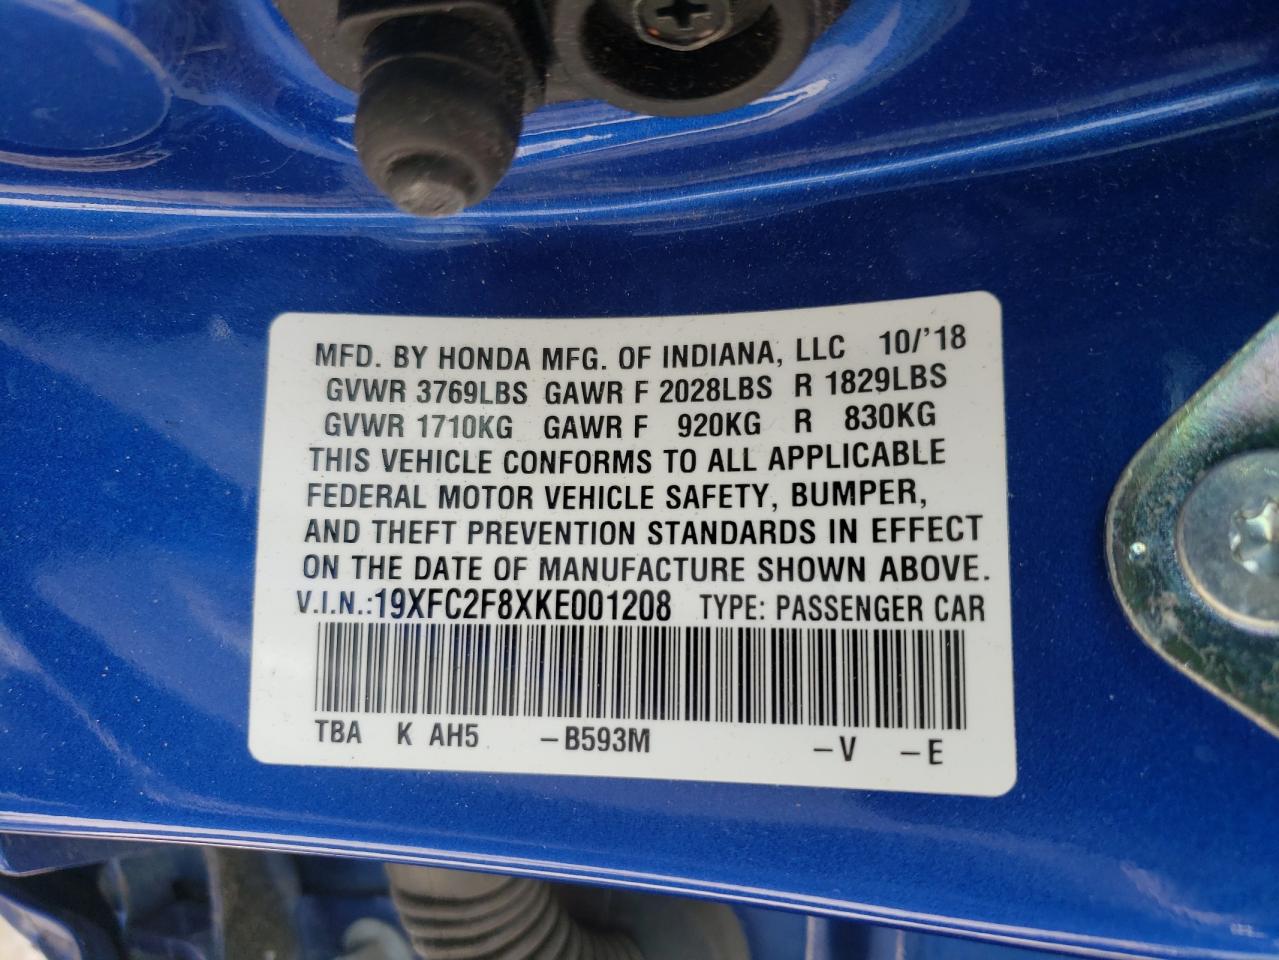 MFD. BY HONDA MFG. OF INDIANA, LLC 10/'18
GVWR 3769LBS GAWR F 2028LBS R 1829LBS
GVWR 1710KG GAWR F 920KG R 830KG
THIS VEHICLE CONFORMS TO ALL APPLICABLE
FEDERAL MOTOR VEHICLE SAFETY, BUMPER,
AND THEFT PREVENTION STANDARDS IN EFFECT
ON THE DATE OF MANUFACTURE SHOWN ABOVE.
V.I.N.:19XFC2F8XKE001208 TYPE: PASSENGER CAR
TBA K AH5 –B593M –V –E